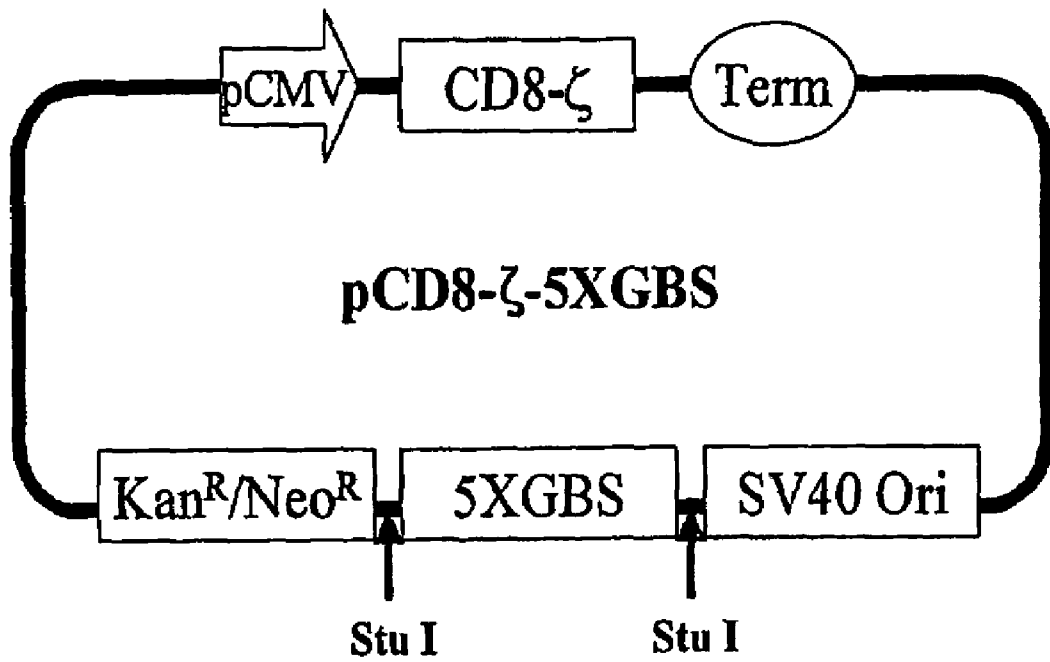 pCMV
CD8-ζ
Term
pCD8-ζ-5XGBS
Kan^R/Neo^R
5XGBS
SV40 Ori
Stu I
Stu I